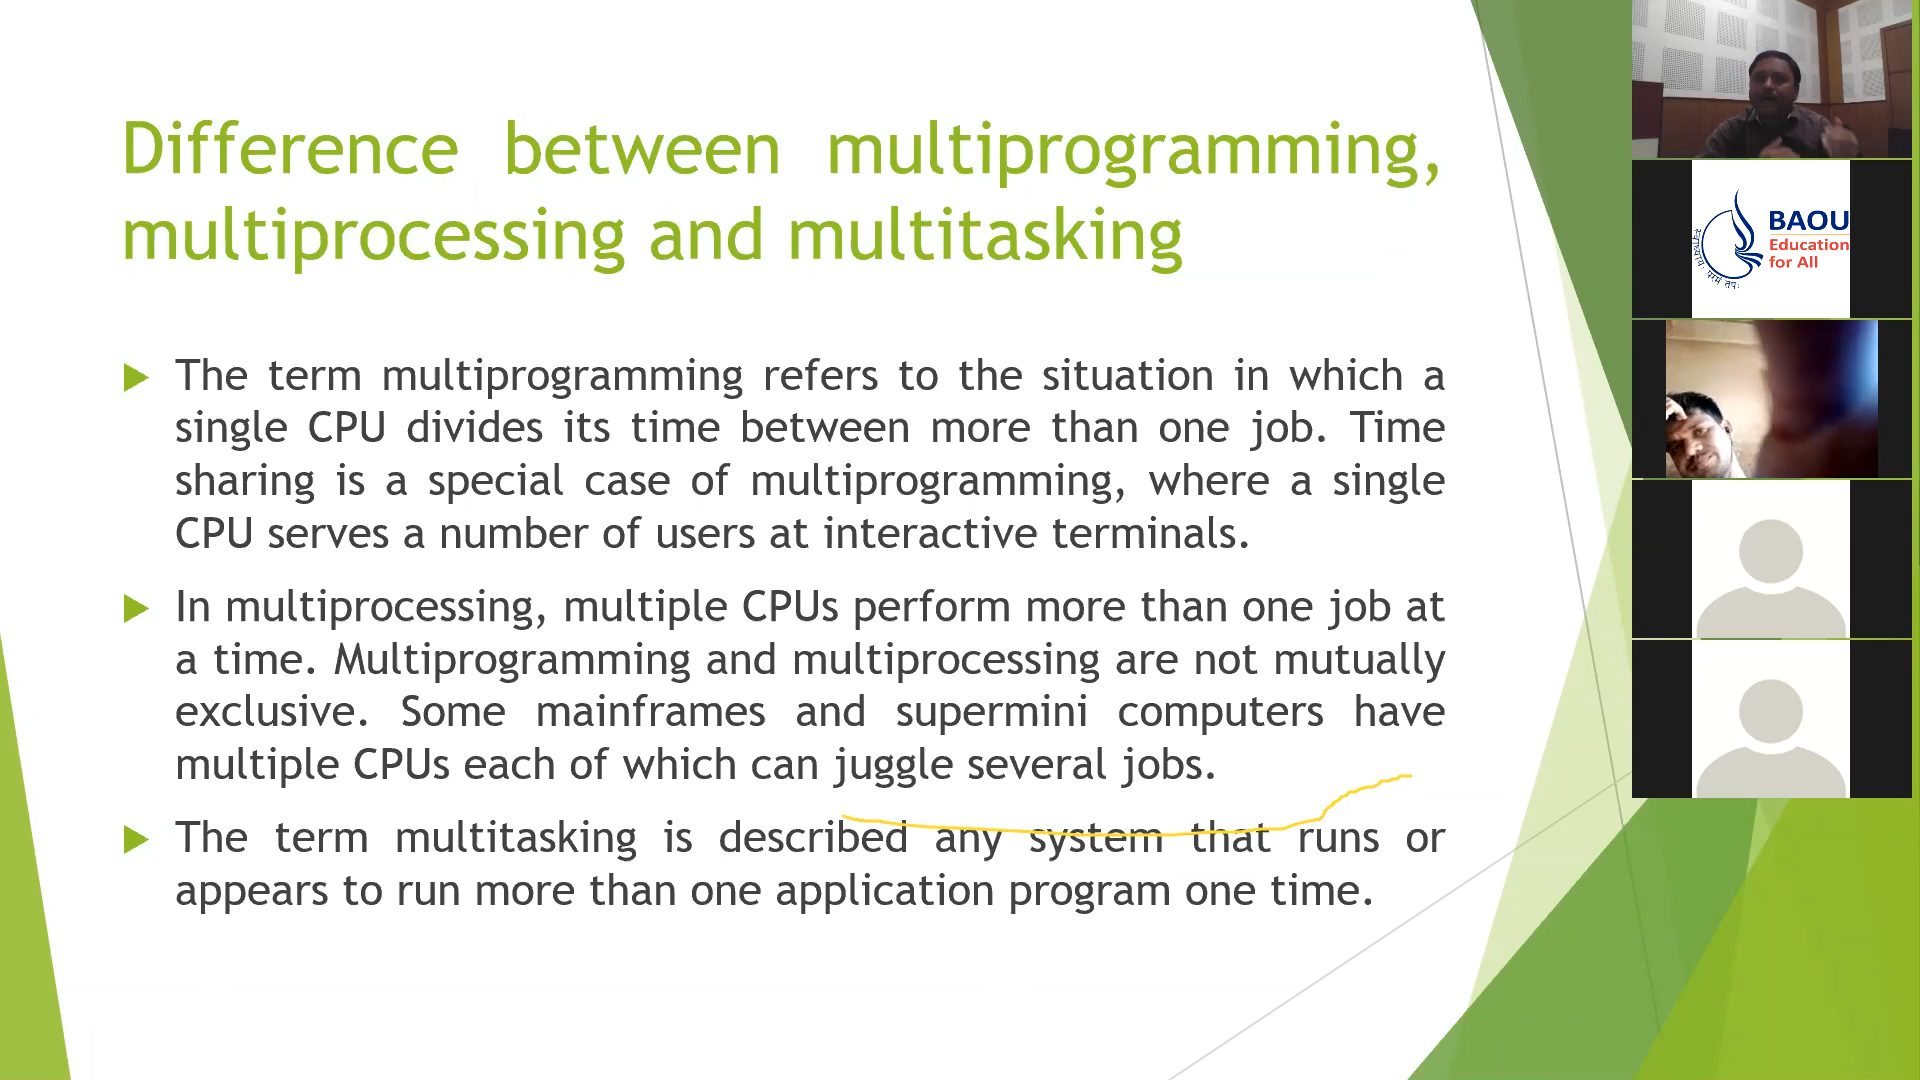 Difference between multiprogramming,
multiprocessing and multitasking
The term multiprogramming refers to the situation in which a
single CPU divides its time between more than one job. Time
sharing is a special case of multiprogramming, where a single
CPU serves a number of users at interactive terminals.
In multiprocessing, multiple CPUs perform more than one job at
a time. Multiprogramming and multiprocessing are not mutually
exclusive. Some mainframes and supermini computers have
multiple CPUs each of which can juggle several jobs.
The term multitasking is described any system that runs or
appears to run more than one application program one time.
BAOU
Education
for All
परमं तपः